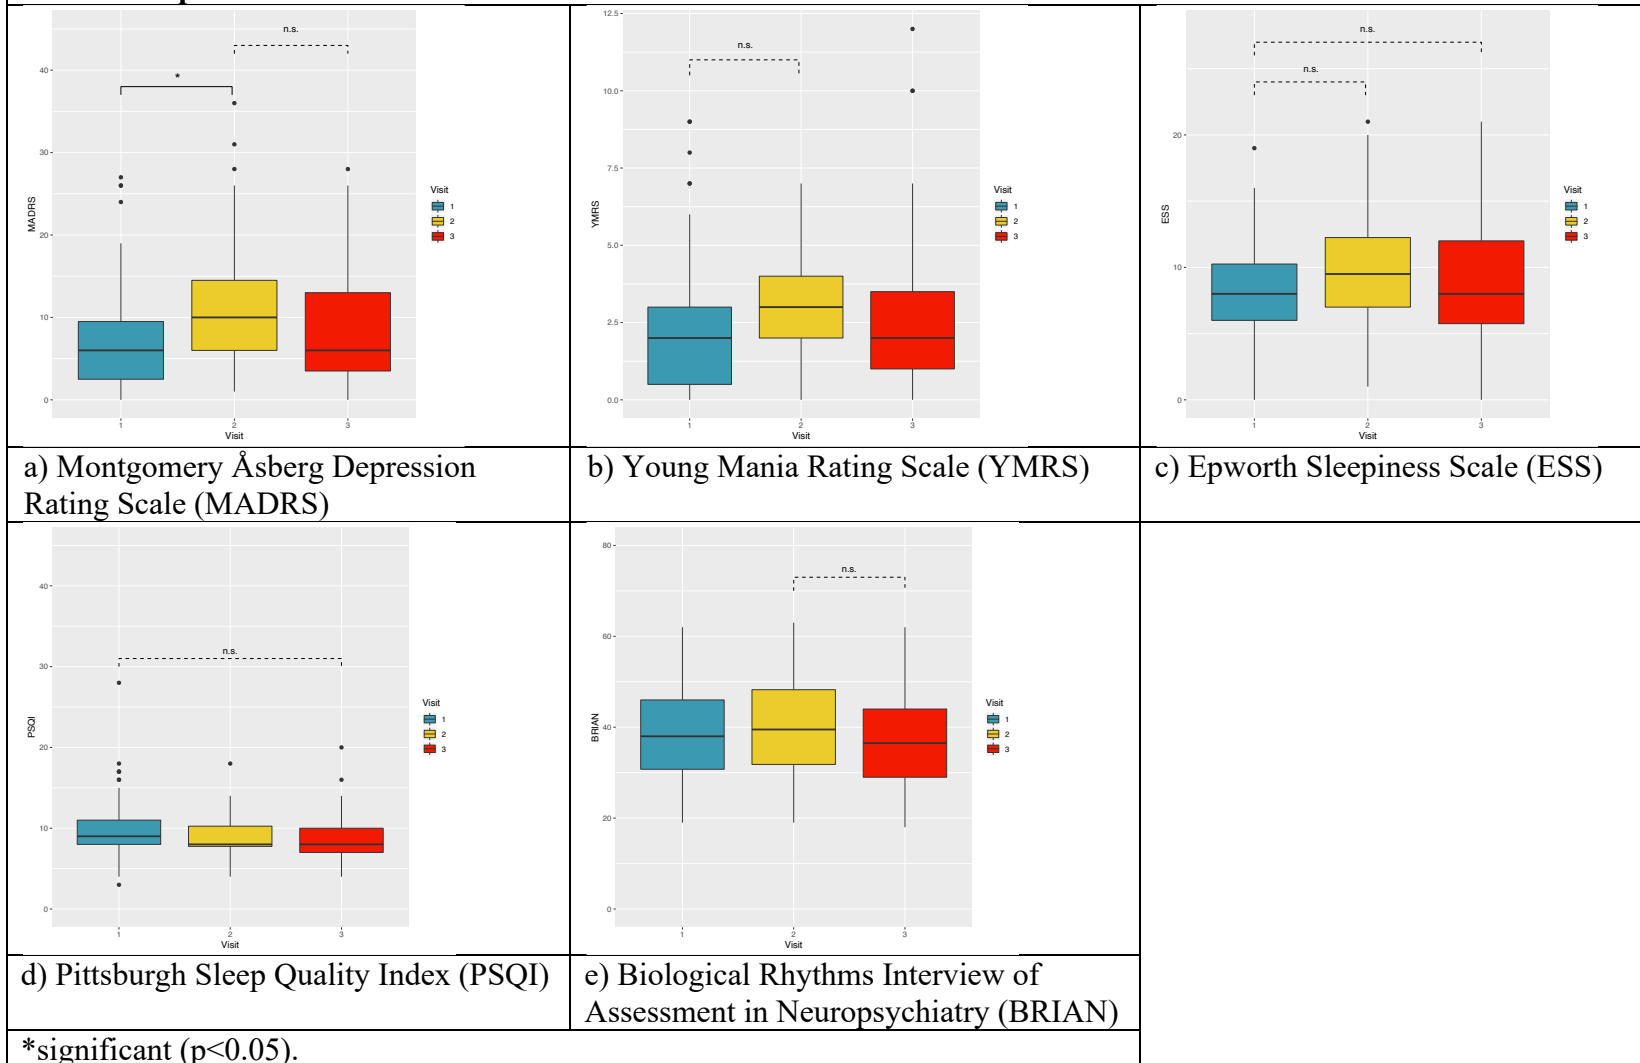 n.s.
*
40
30
20
10
0
MADRS
1
2
3
Visit
Visit
1
2
3
n.s.
12.5
10.0
7.5
5.0
2.5
0.0
YMRS
1
2
3
Visit
Visit
1
2
3
n.s.
20
10
0
ESS
1
2
3
Visit
Visit
1
2
3
a) Montgomery Åsberg Depression
Rating Scale (MADRS)
b) Young Mania Rating Scale (YMRS)
c) Epworth Sleepiness Scale (ESS)
n.s.
40
30
20
10
0
PSQI
1
2
3
Visit
Visit
1
2
3
n.s.
80
60
40
20
0
BRIAN
1
2
3
Visit
Visit
1
2
3
d) Pittsburgh Sleep Quality Index (PSQI)
e) Biological Rhythms Interview of
Assessment in Neuropsychiatry (BRIAN)
*significant (p<0.05).